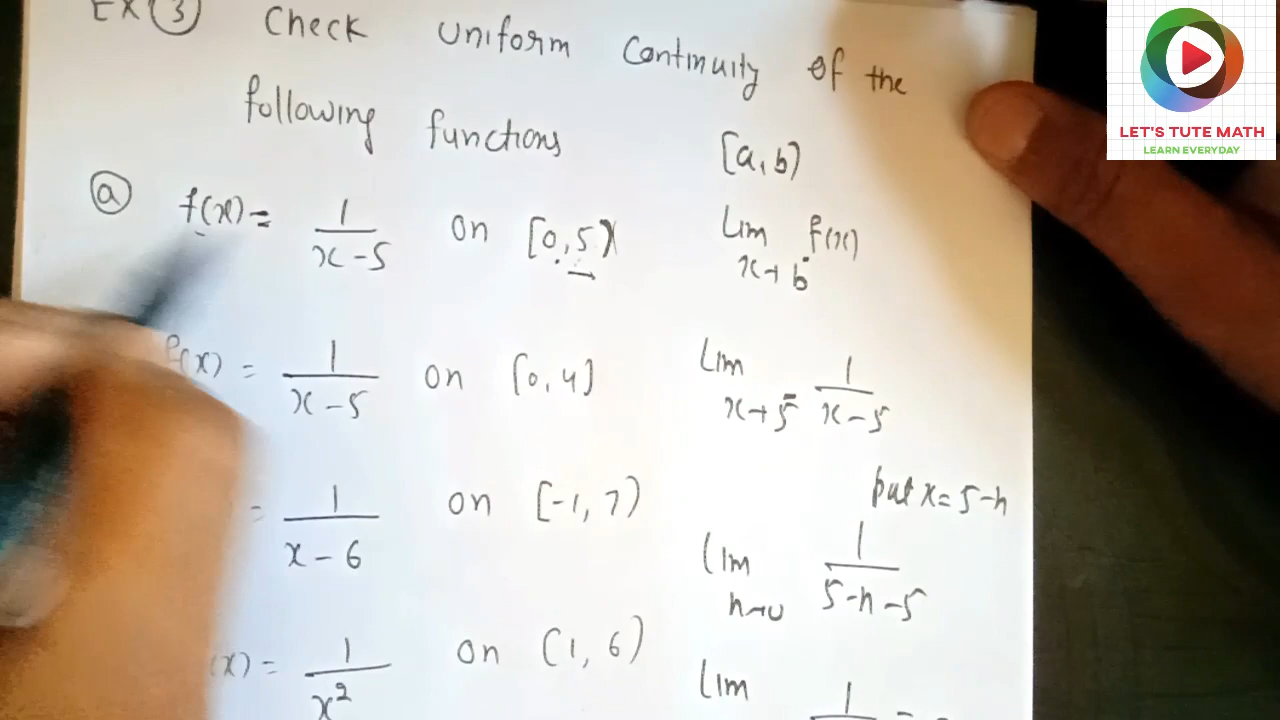 Ex (3) Check uniform Continuity of the
following functions
(a) f(x) = 1/(x-5) on [0,5)
f(x) = 1/(x-5) on [0,4]
= 1/(x-6) on [-1,7)
(x) = 1/x² on (1,6)
[a,b)
Lim x→b⁻ f(x)
Lim x→5⁻ 1/(x-5)
put x=5-h
Lim h→0 1/(5-h-5)
Lim 1 =
LET'S TUTE MATH
LEARN EVERYDAY